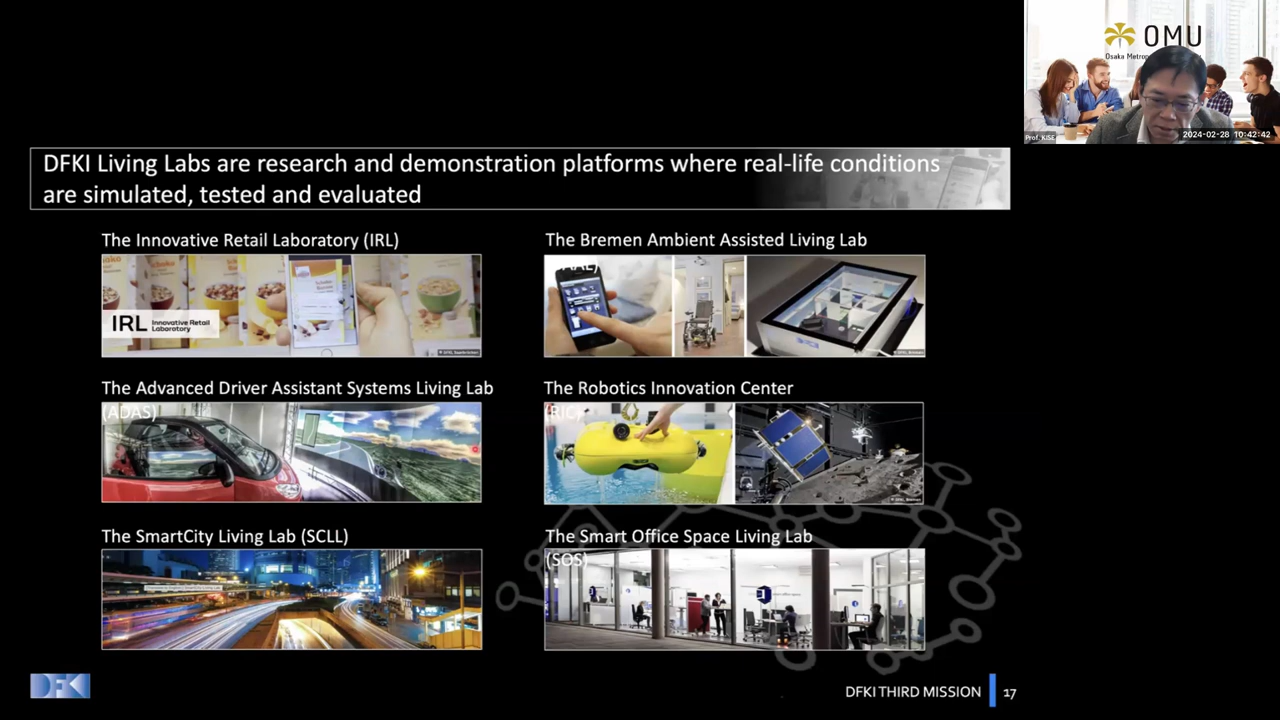 OMU
Osaka Metrop
Prof. KISE
2024-02-28 10:42:42
DFKI Living Labs are research and demonstration platforms where real-life conditions
are simulated, tested and evaluated
The Innovative Retail Laboratory (IRL)
The Bremen Ambient Assisted Living Lab
IRL Innovative Retail
Laboratory
The Advanced Driver Assistant Systems Living Lab
(ADAS)
The Robotics Innovation Center
(RIC)
The SmartCity Living Lab (SCLL)
The Smart Office Space Living Lab
(SOS)
DFKI
DFKI THIRD MISSION
17